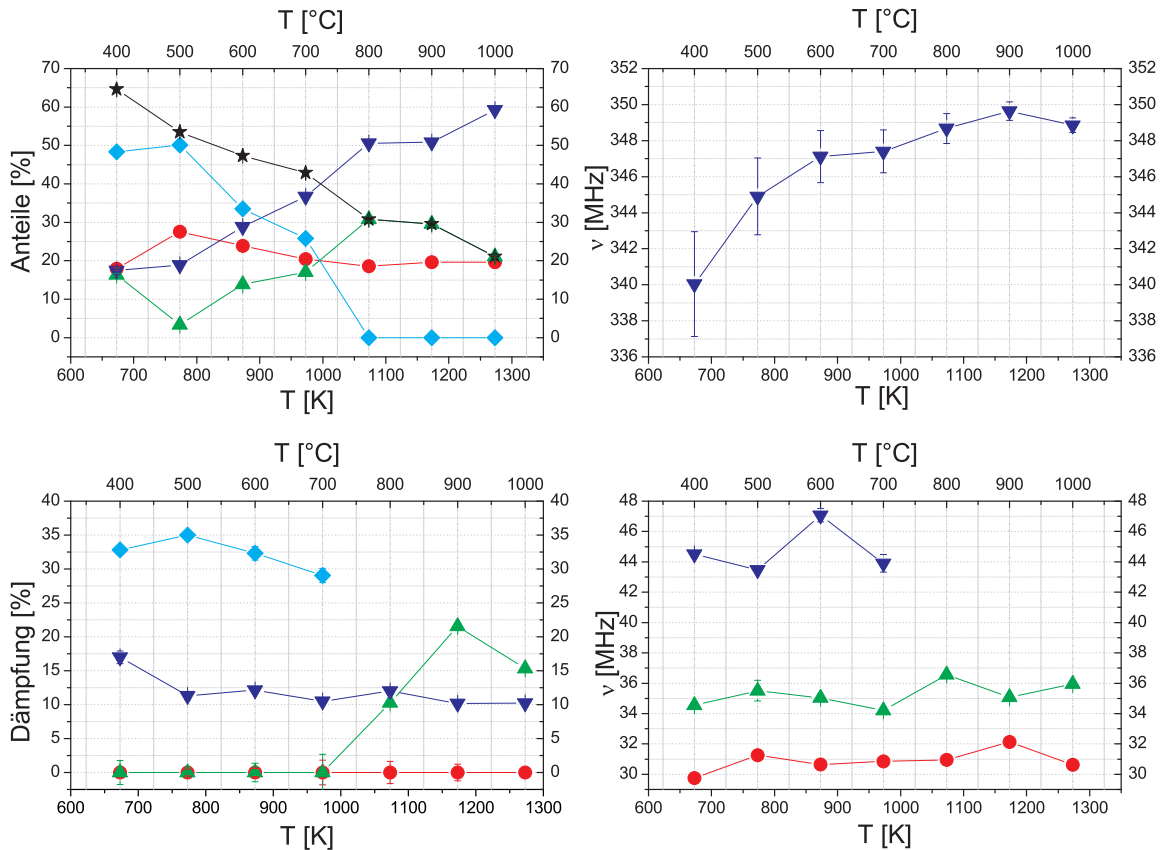 T [°C]
400 500 600 700 800 900 1000
70 70
60 60
50 50
40 40
30 30
20 20
10 10
0 0
Anteile [%]
600 700 800 900 1000 1100 1200 1300
T [K]
T [°C]
400 500 600 700 800 900 1000
352 352
350 350
348 348
346 346
344 344
342 342
340 340
338 338
336 336
ν [MHz]
600 700 800 900 1000 1100 1200 1300
T [K]
T [°C]
400 500 600 700 800 900 1000
40 40
35 35
30 30
25 25
20 20
15 15
10 10
5 5
0 0
Dämpfung [%]
600 700 800 900 1000 1100 1200 1300
T [K]
T [°C]
400 500 600 700 800 900 1000
48 48
46 46
44 44
42 42
40 40
38 38
36 36
34 34
32 32
30 30
ν [MHz]
600 700 800 900 1000 1100 1200 1300
T [K]